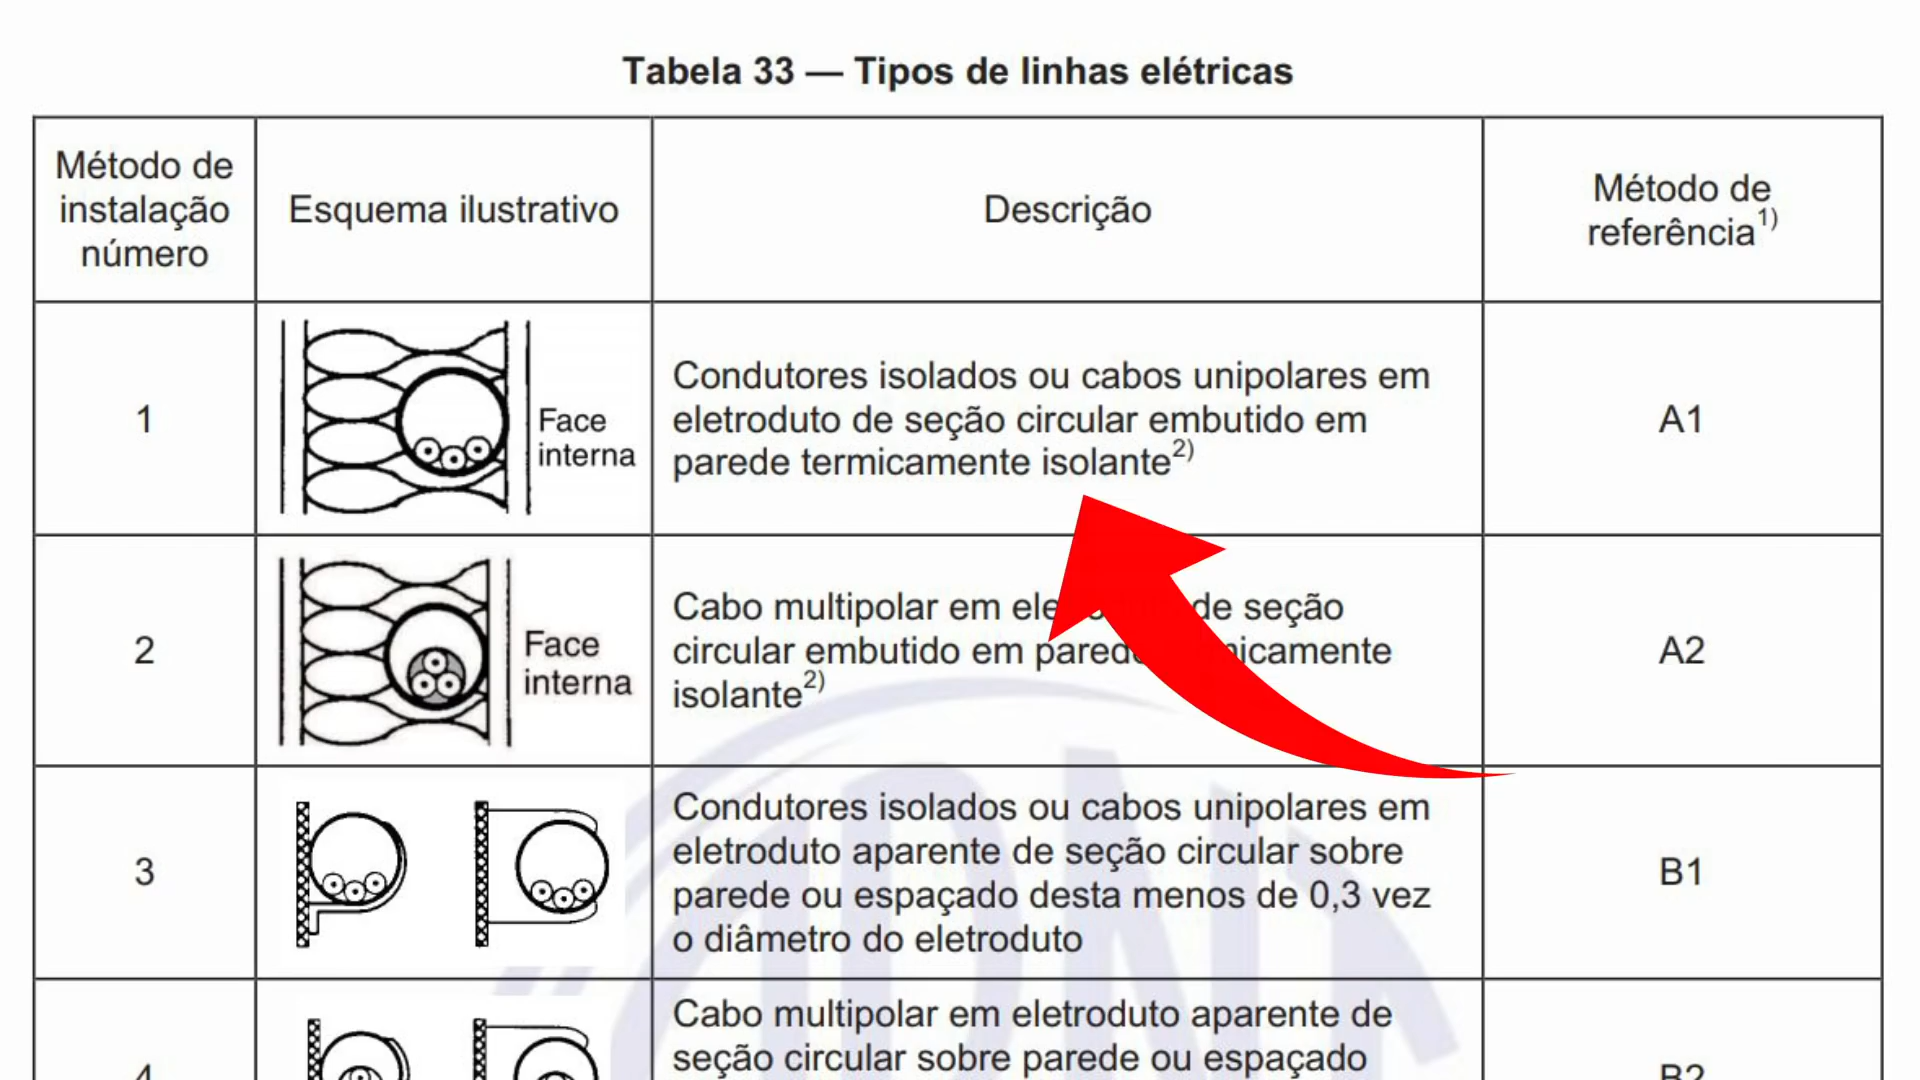 Tabela 33 — Tipos de linhas elétricas
Método de
instalação
número
Esquema ilustrativo
Descrição
Método de
referência1)
1
Face
interna
Condutores isolados ou cabos unipolares em
eletroduto de seção circular embutido em
parede termicamente isolante2)
A1
2
Face
interna
Cabo multipolar em de seção
circular embutido em
isolante2)
A2
3
Condutores isolados ou cabos unipolares em
eletroduto aparente de seção circular sobre
parede ou espaçado desta menos de 0,3 vez
o diâmetro do eletroduto
B1
4
Cabo multipolar em eletroduto aparente de
seção circular sobre parede ou espaçado
B2